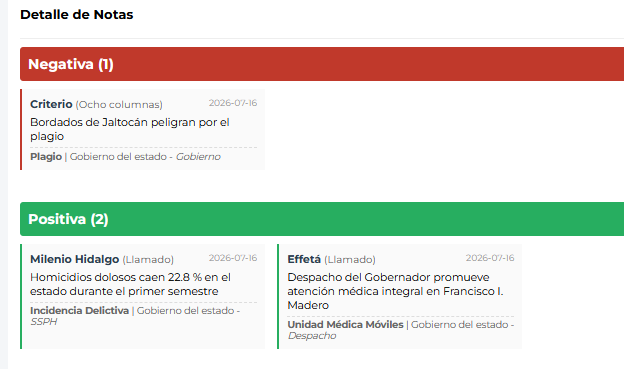 Detalle de Notas
Negativa (1)
Criterio (Ocho columnas) 2026-07-16
Bordados de Jaltocán peligran por el
plagio
Plagio | Gobierno del estado - Gobierno
Positiva (2)
Milenio Hidalgo (Llamado) 2026-07-16
Homicidios dolosos caen 22.8 % en el
estado durante el primer semestre
Incidencia Delictiva | Gobierno del estado -
SSPH
Effetá (Llamado) 2026-07-16
Despacho del Gobernador promueve
atención médica integral en Francisco I.
Madero
Unidad Médica Móviles | Gobierno del estado -
Despacho